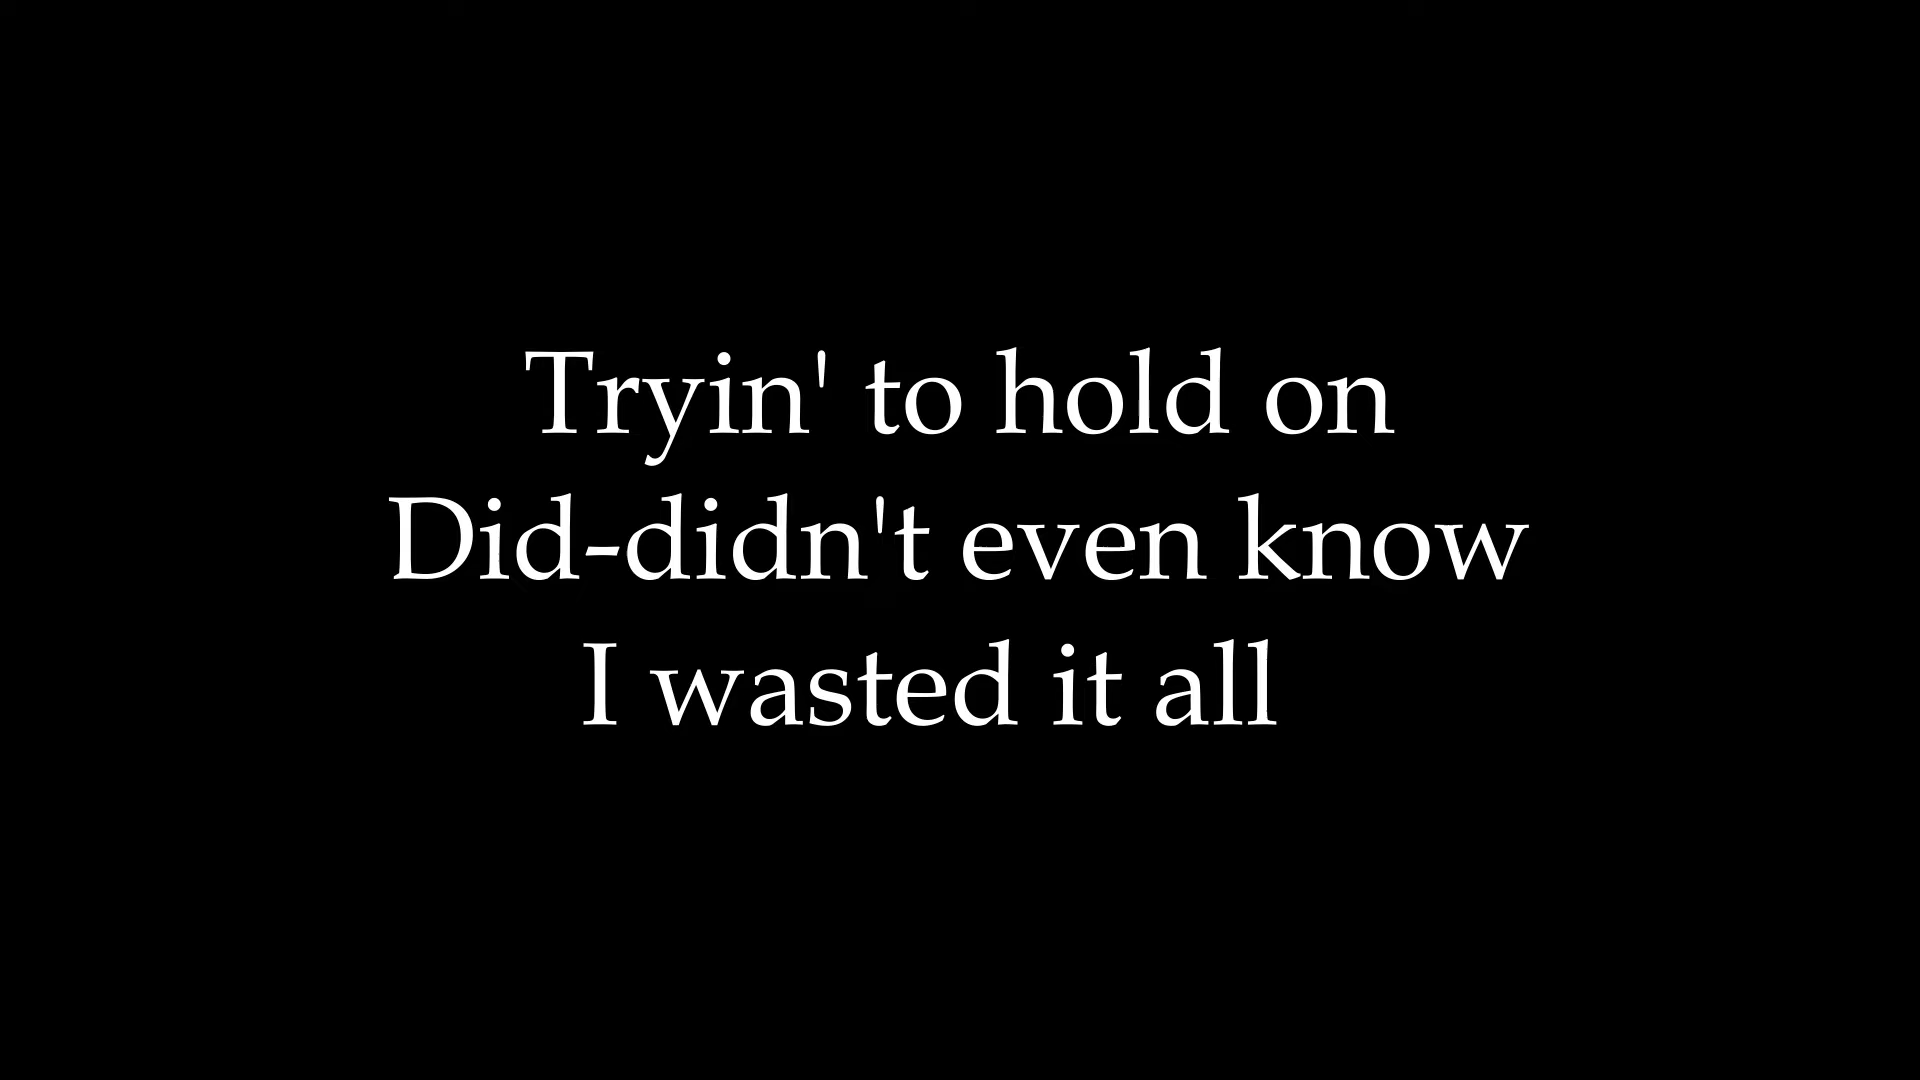 Tryin' to hold on
Did-didn't even know
I wasted it all